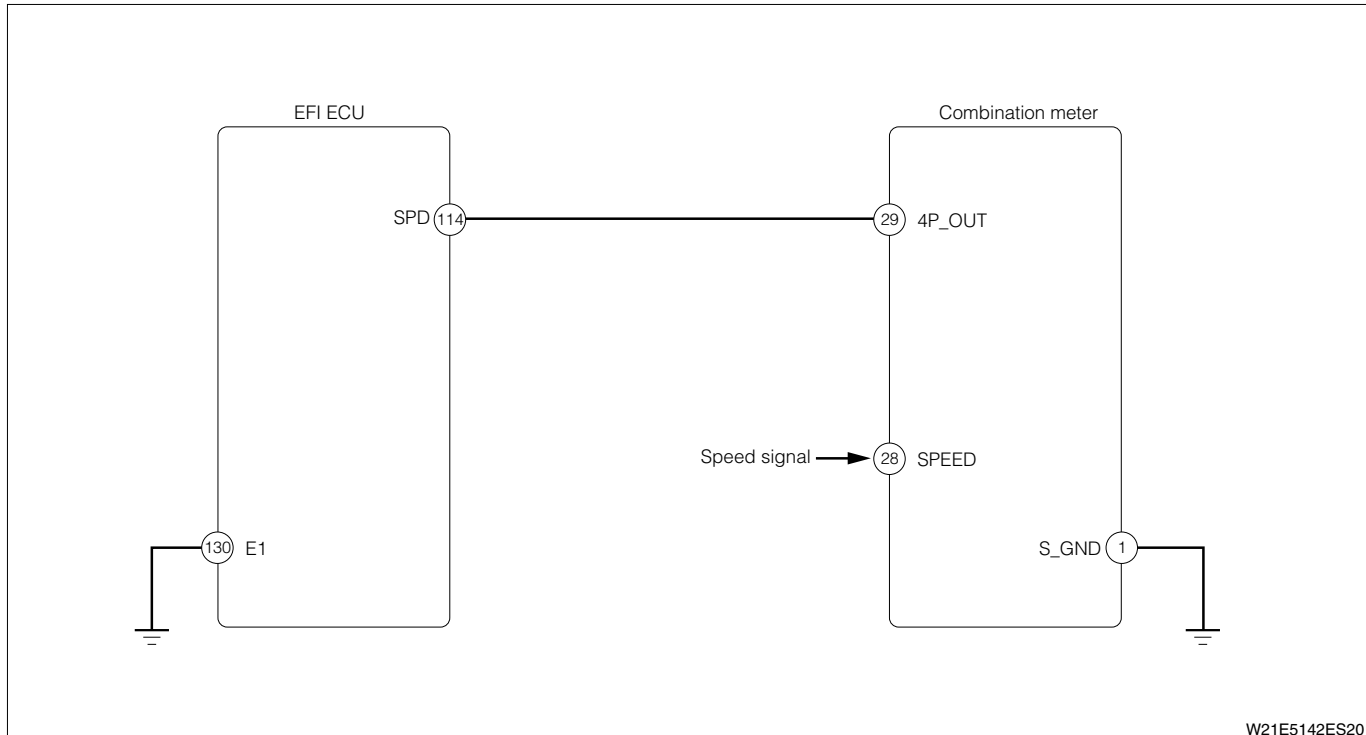 EFI ECU
Combination meter
SPD 114
29 4P_OUT
Speed signal 28 SPEED
130 E1
S_GND 1
W21E5142ES20